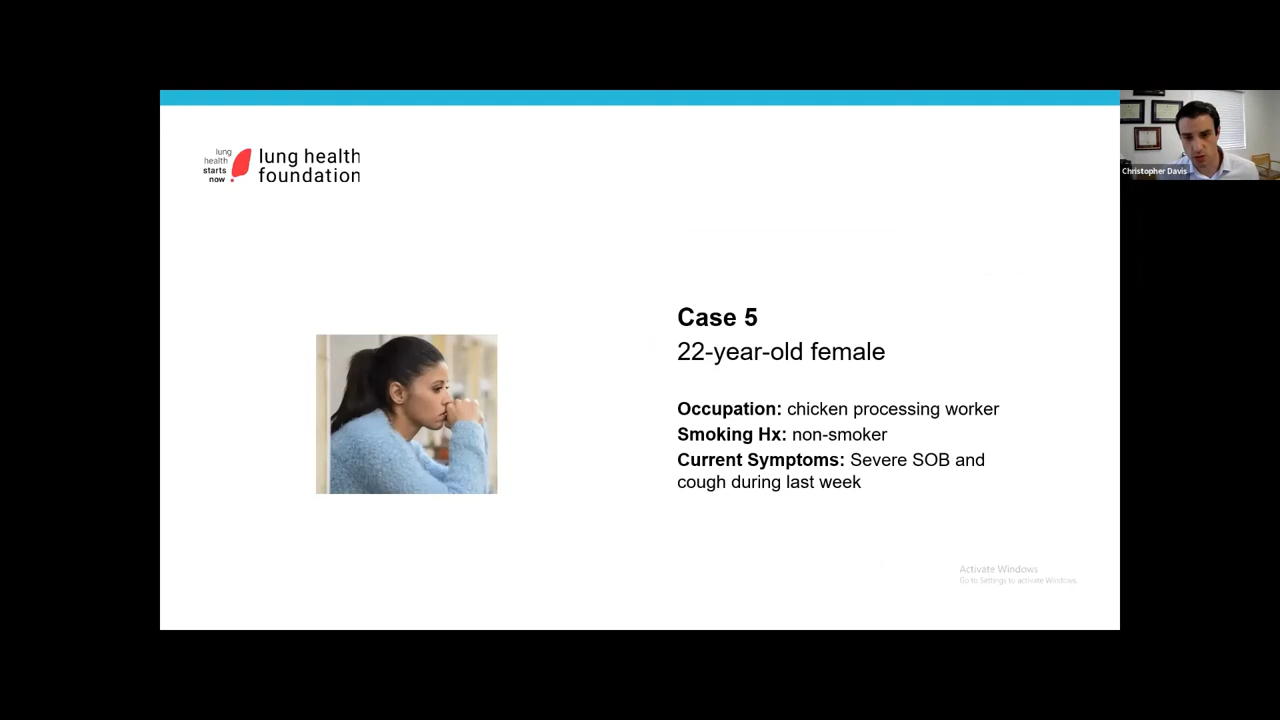 lung
health
starts
now
lung health
foundation
Christopher Davis
Case 5
22-year-old female
Occupation: chicken processing worker
Smoking Hx: non-smoker
Current Symptoms: Severe SOB and
cough during last week
Activate Windows
Go to Settings to activate Windows.